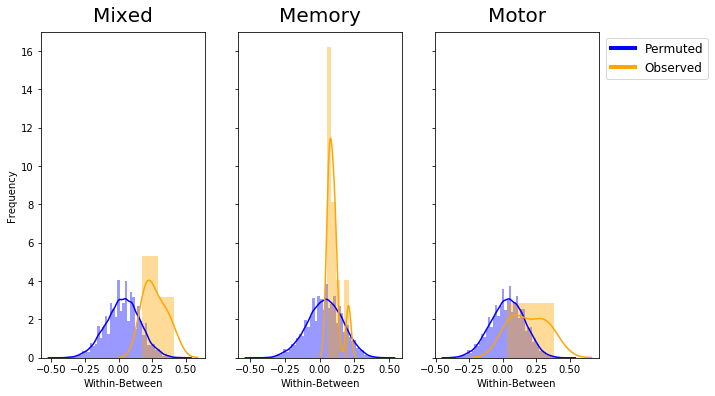 Mixed
Memory
Motor
Permuted
Observed
Frequency
16
14
12
10
8
6
4
2
0
−0.50 −0.25 0.00 0.25 0.50
−0.50 −0.25 0.00 0.25 0.50
−0.50 −0.25 0.00 0.25 0.50
Within-Between
Within-Between
Within-Between